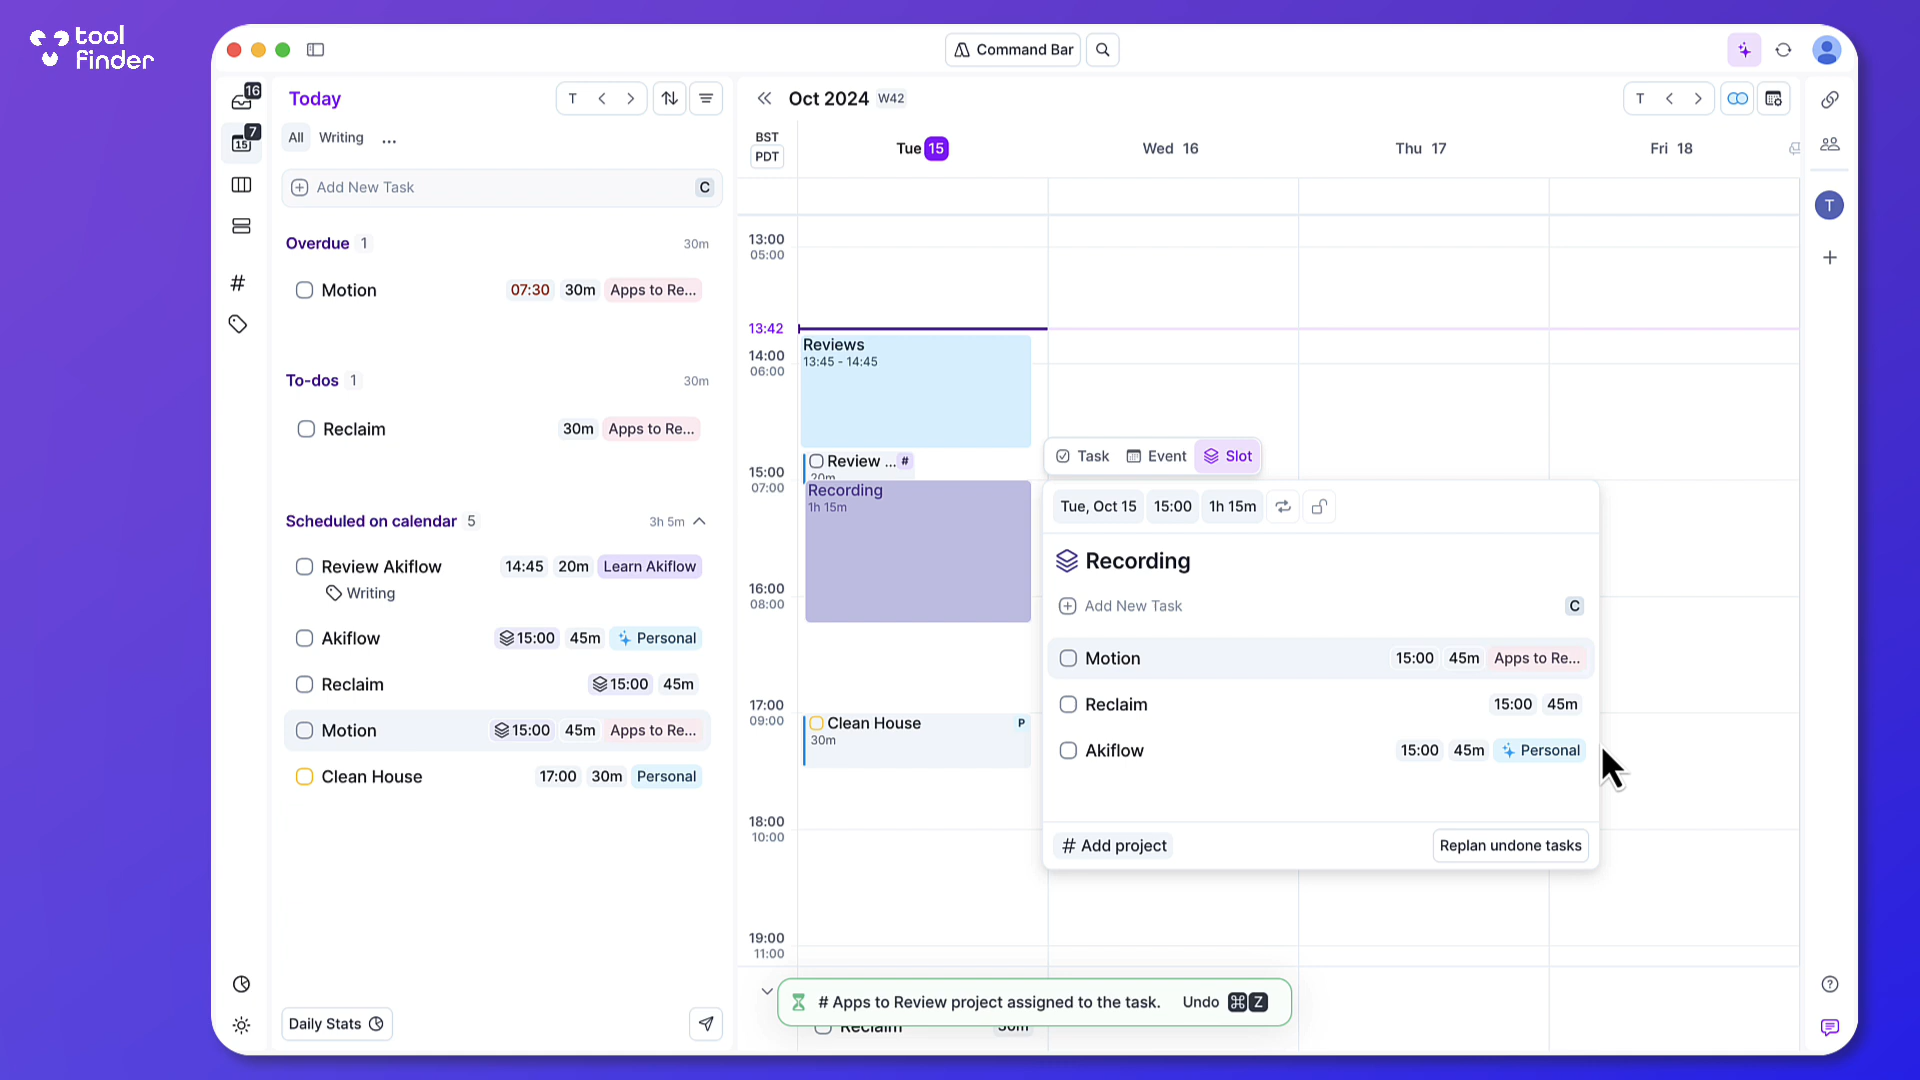 tool
finder
Command Bar
16
7
15
Today
T
All Writing ...
Add New Task C
Overdue 1 30m
Motion 07:30 30m Apps to Re...
To-dos 1 30m
Reclaim 30m Apps to Re...
Scheduled on calendar 5 3h 5m
Review Akiflow 14:45 20m Learn Akiflow
Writing
Akiflow 15:00 45m Personal
Reclaim 15:00 45m
Motion 15:00 45m Apps to Re...
Clean House 17:00 30m Personal
Daily Stats
Oct 2024 W42
T
BST
PDT
Tue 15
Wed 16
Thu 17
Fri 18
T
13:00
05:00
13:42
14:00
06:00
15:00
07:00
16:00
08:00
17:00
09:00
18:00
10:00
19:00
11:00
Reviews
13:45 - 14:45
Review ... #
20m
Recording
1h 15m
Clean House P
30m
Task Event Slot
Tue, Oct 15 15:00 1h 15m
Recording
Add New Task C
Motion 15:00 45m Apps to Re...
Reclaim 15:00 45m
Akiflow 15:00 45m Personal
# Add project Replan undone tasks
# Apps to Review project assigned to the task. Undo ⌘ Z
Reclaim 30m